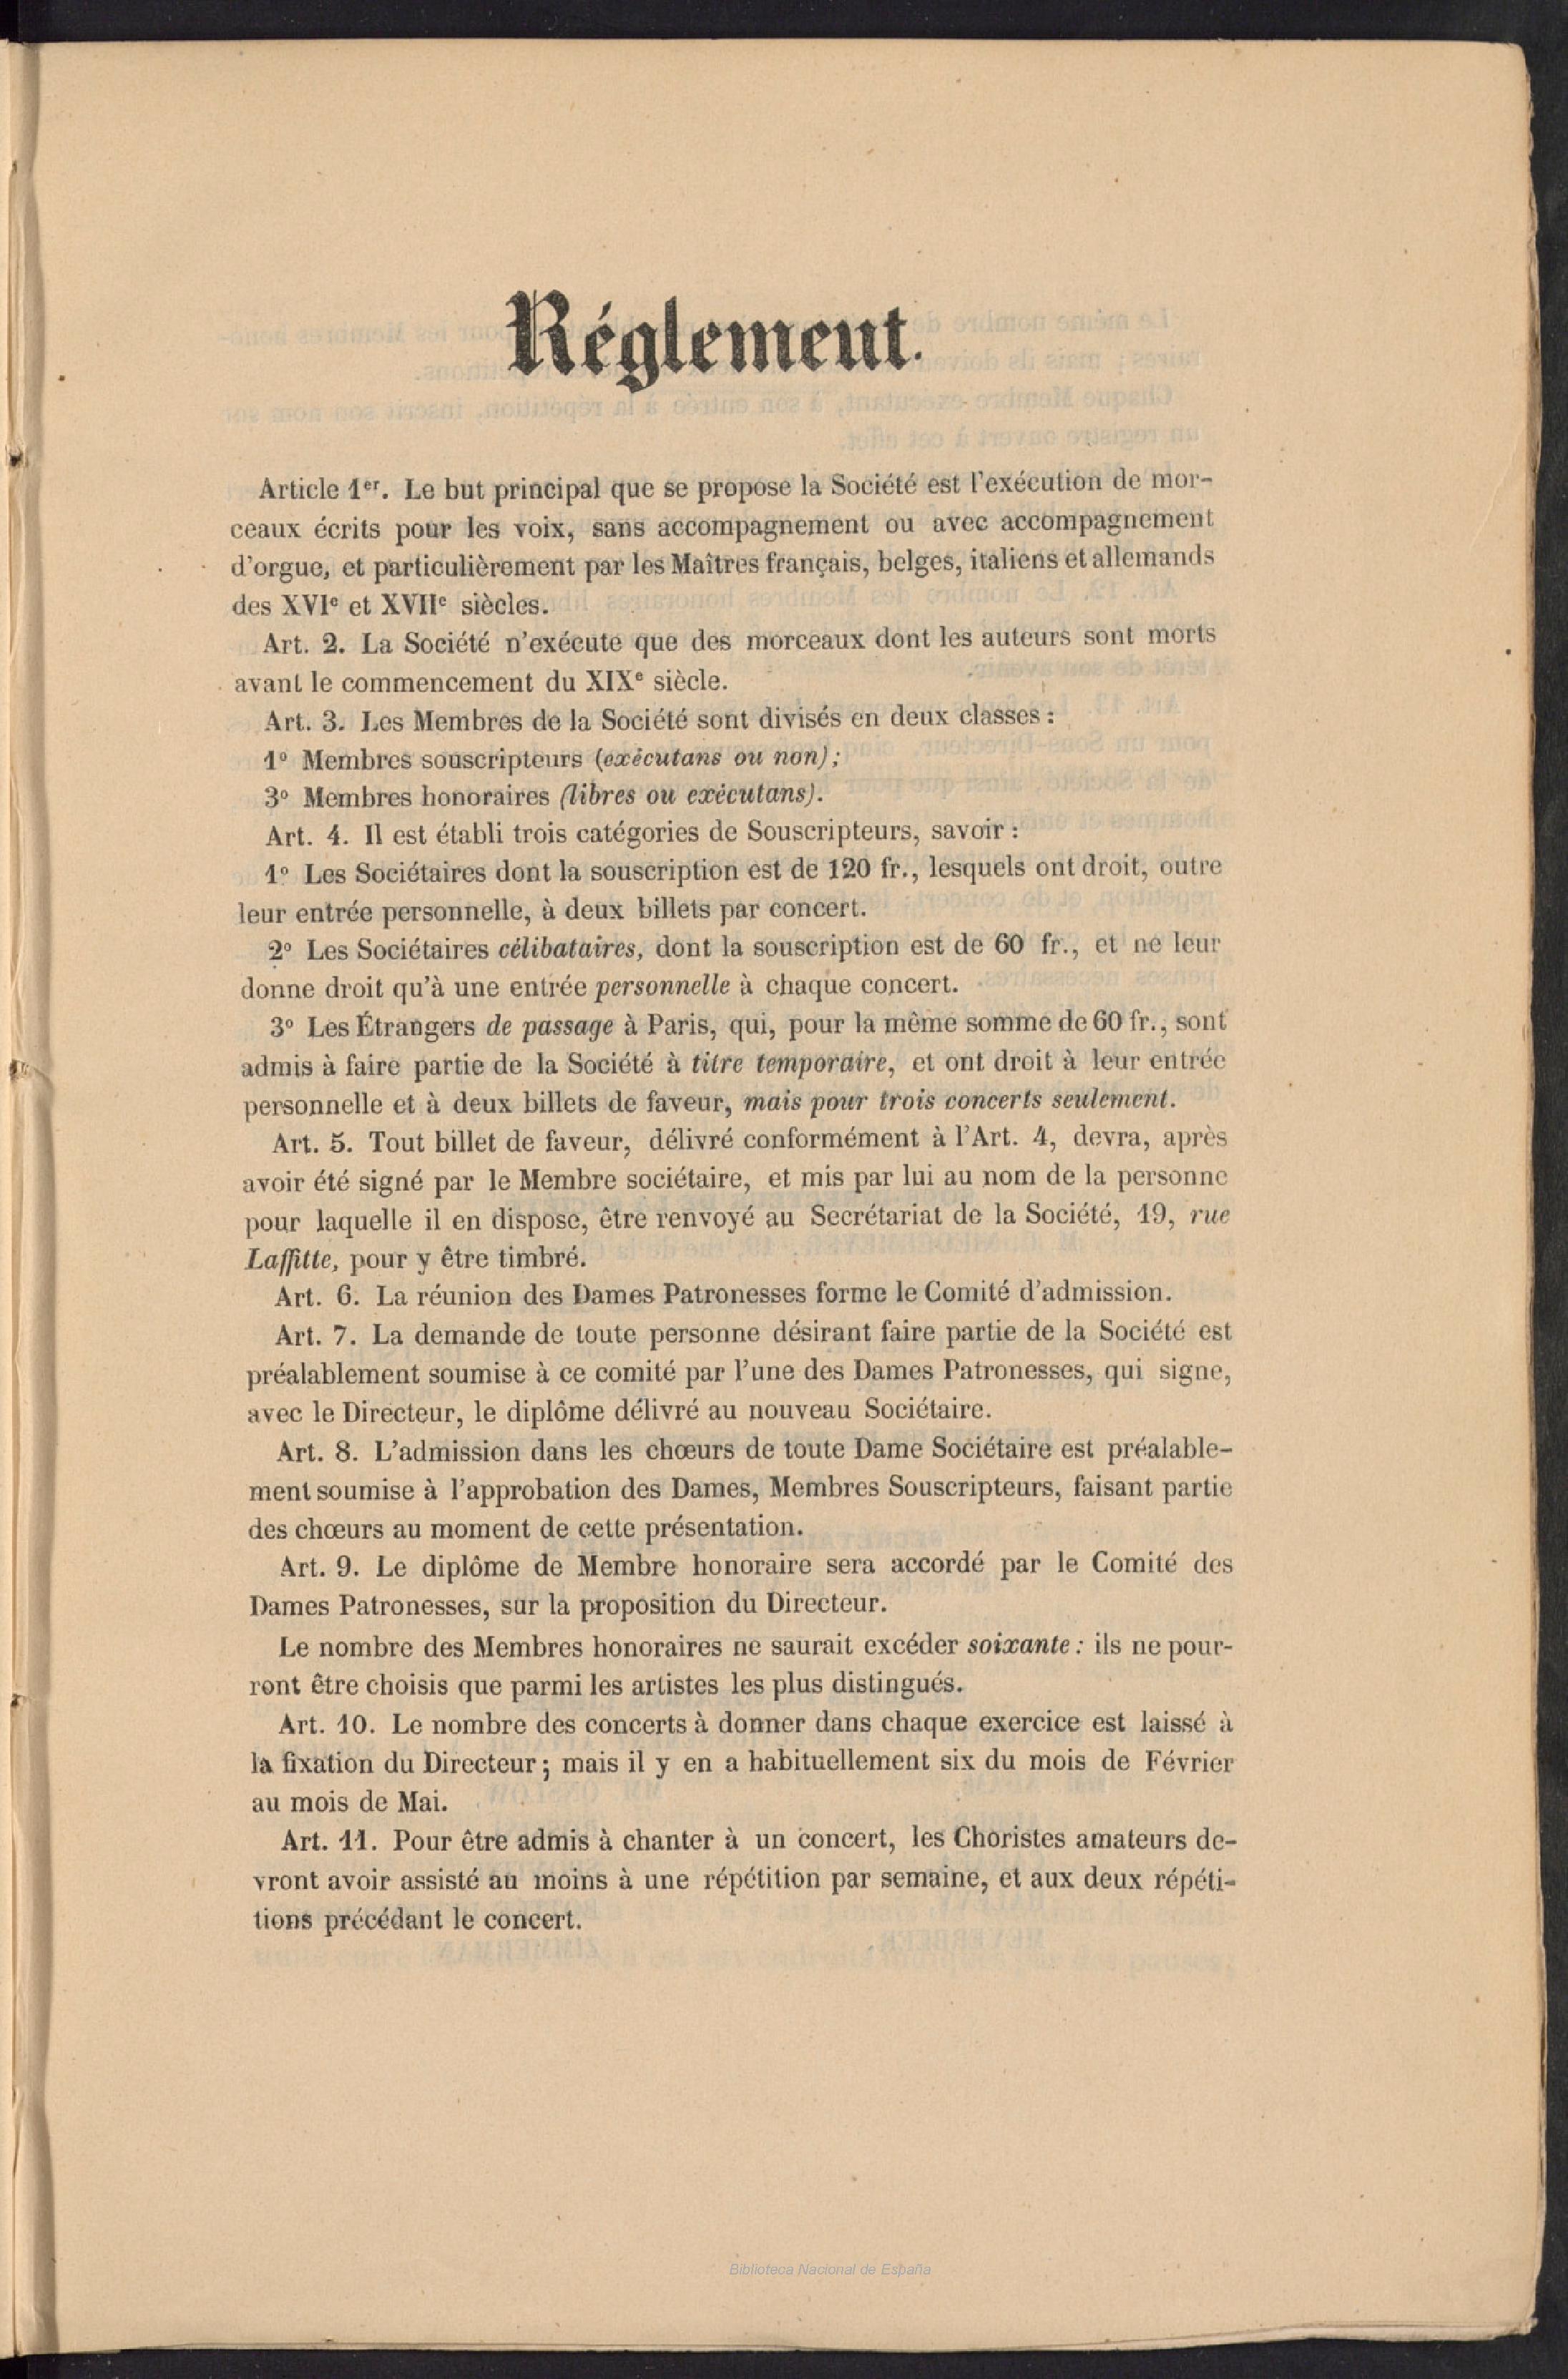 Réglement.
Article 1er. Le but principal que se propose la Société est l'exécution de mor-
ceaux écrits pour les voix, sans accompagnement ou avec accompagnement
d'orgue, et particulièrement par les Maîtres français, belges, italiens et allemands
des XVIe et XVIIe siècles.
Art. 2. La Société n'exécute que des morceaux dont les auteurs sont morts
avant le commencement du XIXe siècle.
Art. 3. Les Membres de la Société sont divisés en deux classes :
1o Membres souscripteurs (exécutans ou non);
3o Membres honoraires (libres ou exécutans).
Art. 4. Il est établi trois catégories de Souscripteurs, savoir :
1o Les Sociétaires dont la souscription est de 120 fr., lesquels ont droit, outre
leur entrée personnelle, à deux billets par concert.
2o Les Sociétaires célibataires, dont la souscription est de 60 fr., et ne leur
donne droit qu'à une entrée personnelle à chaque concert.
3o Les Étrangers de passage à Paris, qui, pour la même somme de 60 fr., sont
admis à faire partie de la Société à titre temporaire, et ont droit à leur entrée
personnelle et à deux billets de faveur, mais pour trois concerts seulement.
Art. 5. Tout billet de faveur, délivré conformément à l'Art. 4, devra, après
avoir été signé par le Membre sociétaire, et mis par lui au nom de la personne
pour laquelle il en dispose, être renvoyé au Secrétariat de la Société, 19, rue
Laffitte, pour y être timbré.
Art. 6. La réunion des Dames Patronesses forme le Comité d'admission.
Art. 7. La demande de toute personne désirant faire partie de la Société est
préalablement soumise à ce comité par l'une des Dames Patronesses, qui signe,
avec le Directeur, le diplôme délivré au nouveau Sociétaire.
Art. 8. L'admission dans les chœurs de toute Dame Sociétaire est préalable-
ment soumise à l'approbation des Dames, Membres Souscripteurs, faisant partie
des chœurs au moment de cette présentation.
Art. 9. Le diplôme de Membre honoraire sera accordé par le Comité des
Dames Patronesses, sur la proposition du Directeur.
Le nombre des Membres honoraires ne saurait excéder soixante : ils ne pour-
ront être choisis que parmi les artistes les plus distingués.
Art. 10. Le nombre des concerts à donner dans chaque exercice est laissé à
la fixation du Directeur ; mais il y en a habituellement six du mois de Février
au mois de Mai.
Art. 11. Pour être admis à chanter à un concert, les Choristes amateurs de-
vront avoir assisté au moins à une répétition par semaine, et aux deux répéti-
tions précédant le concert.
Biblioteca Nacional de España